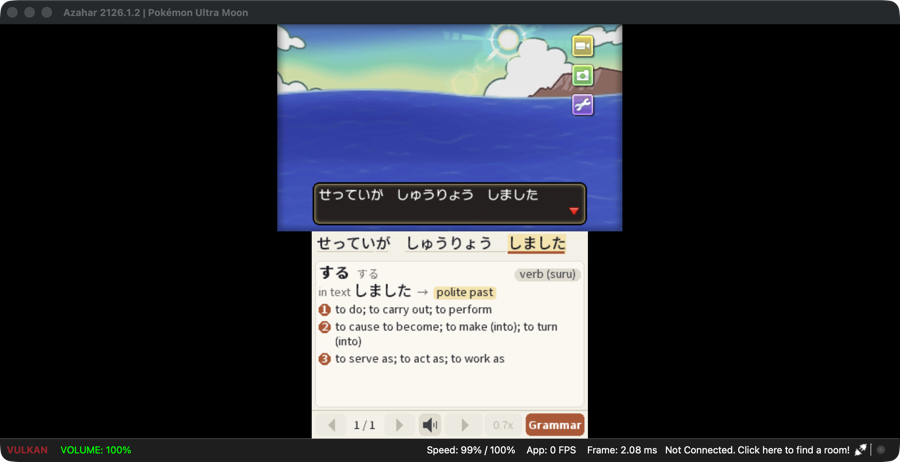 Azahar 2126.1.2 | Pokémon Ultra Moon
せっていが しゅうりょう しました
せっていが しゅうりょう しました
する する verb (suru)
in text しました → polite past
1 to do; to carry out; to perform
2 to cause to become; to make (into); to turn
(into)
3 to serve as; to act as; to work as
1 / 1 0.7x Grammar
VULKAN VOLUME: 100% Speed: 99% / 100% App: 0 FPS Frame: 2.08 ms Not Connected. Click here to find a room!